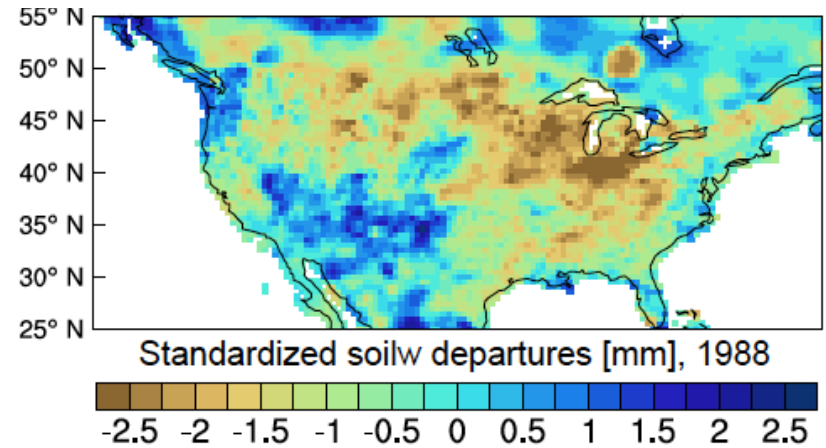 55° N
50° N
45° N
40° N
35° N
30° N
25° N
Standardized soilw departures [mm], 1988
-2.5 -2 -1.5 -1 -0.5 0 0.5 1 1.5 2 2.5